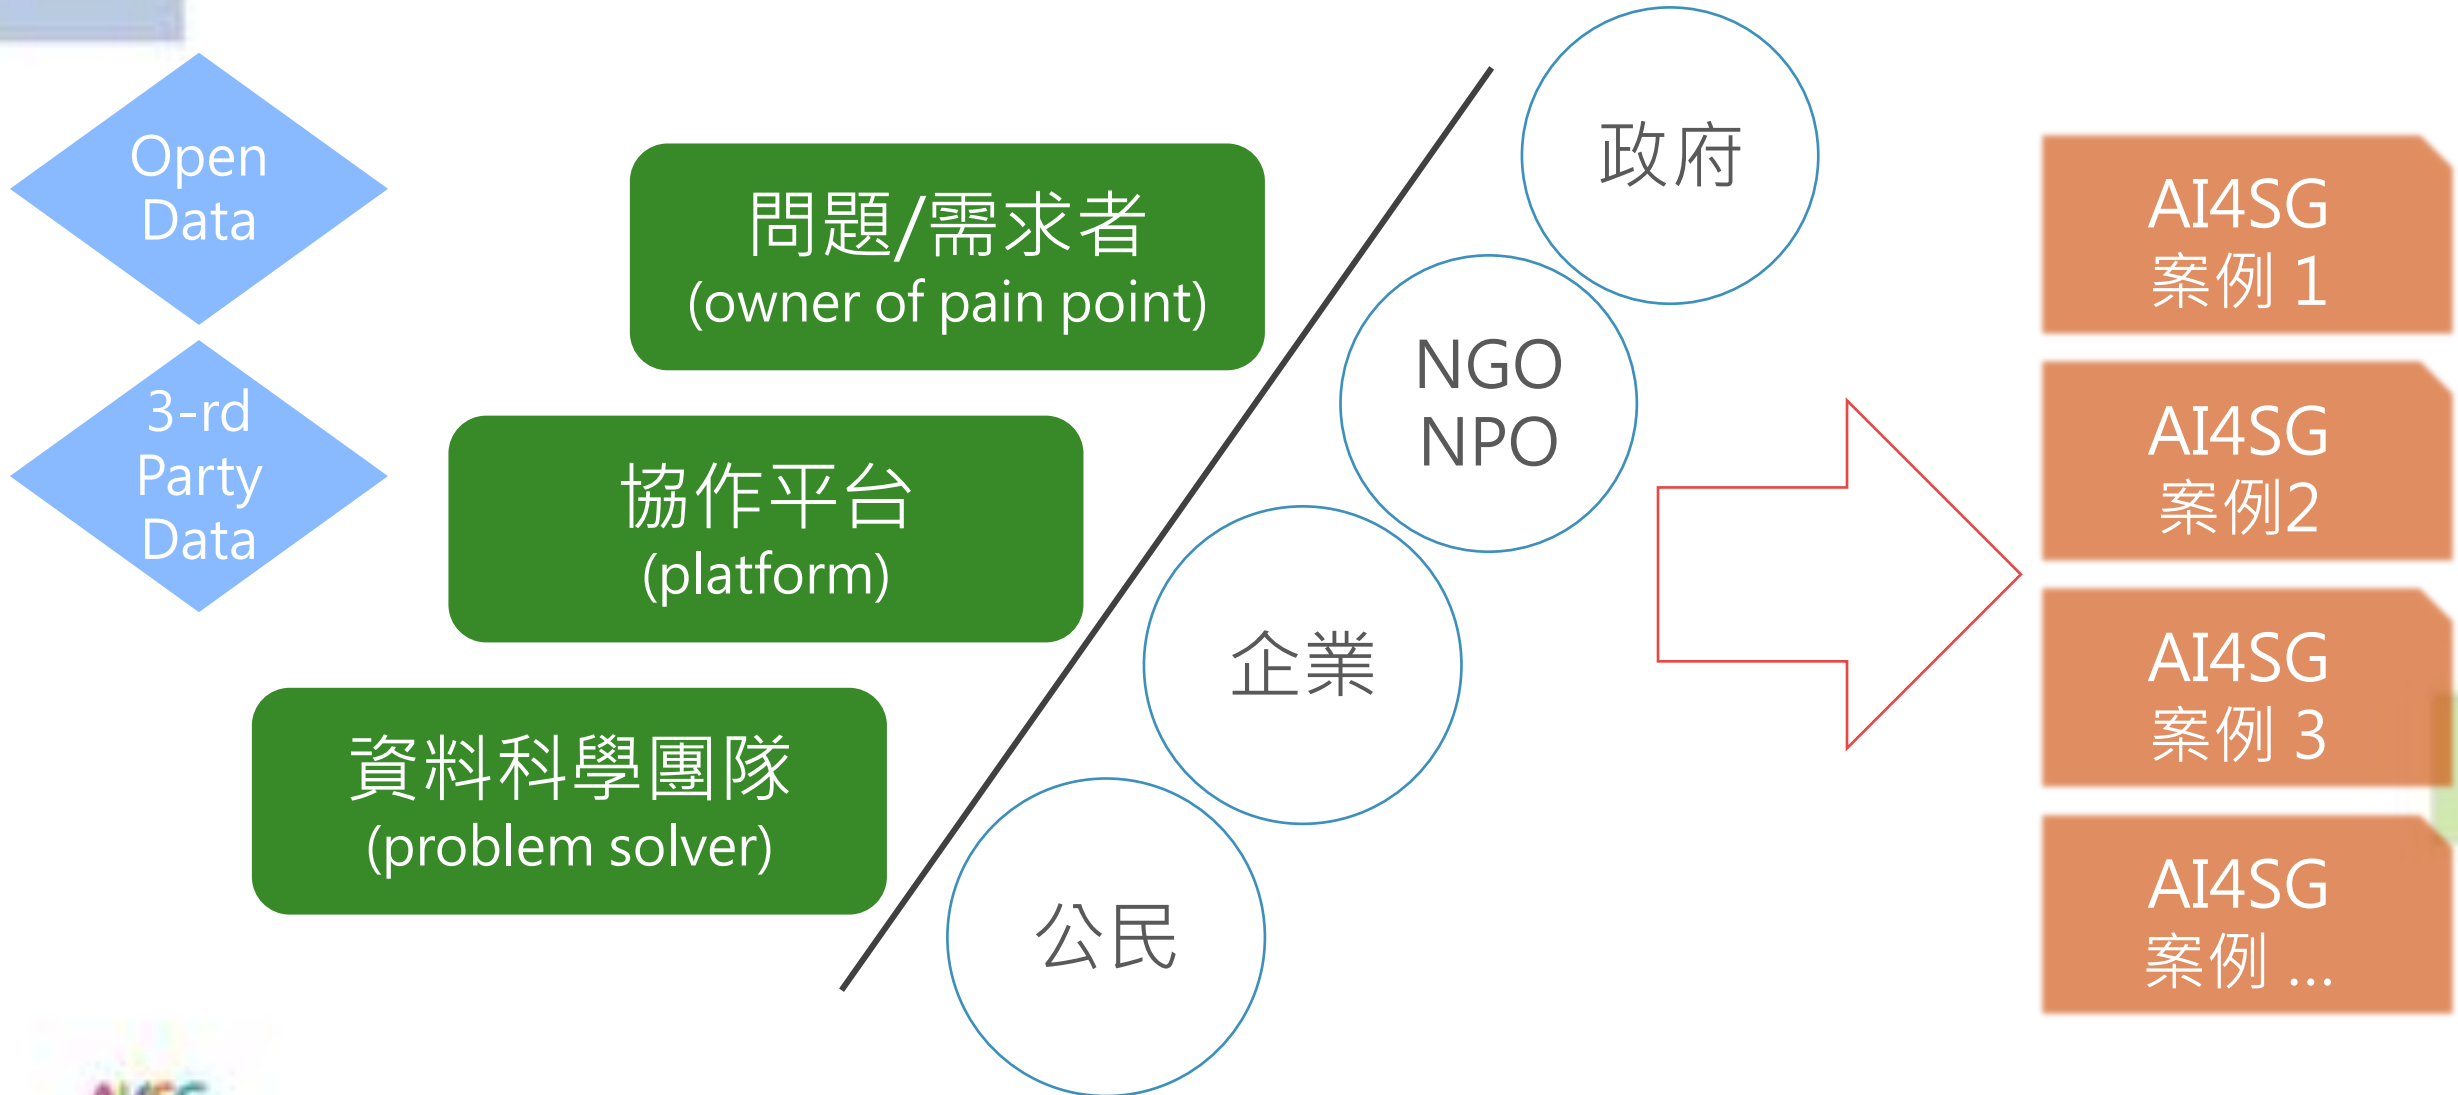 Open
Data
3-rd
Party
Data
問題/需求者
(owner of pain point)
協作平台
(platform)
資料科學團隊
(problem solver)
政府
NGO
NPO
企業
公民
AI4SG
案例 1
AI4SG
案例2
AI4SG
案例 3
AI4SG
案例 ...